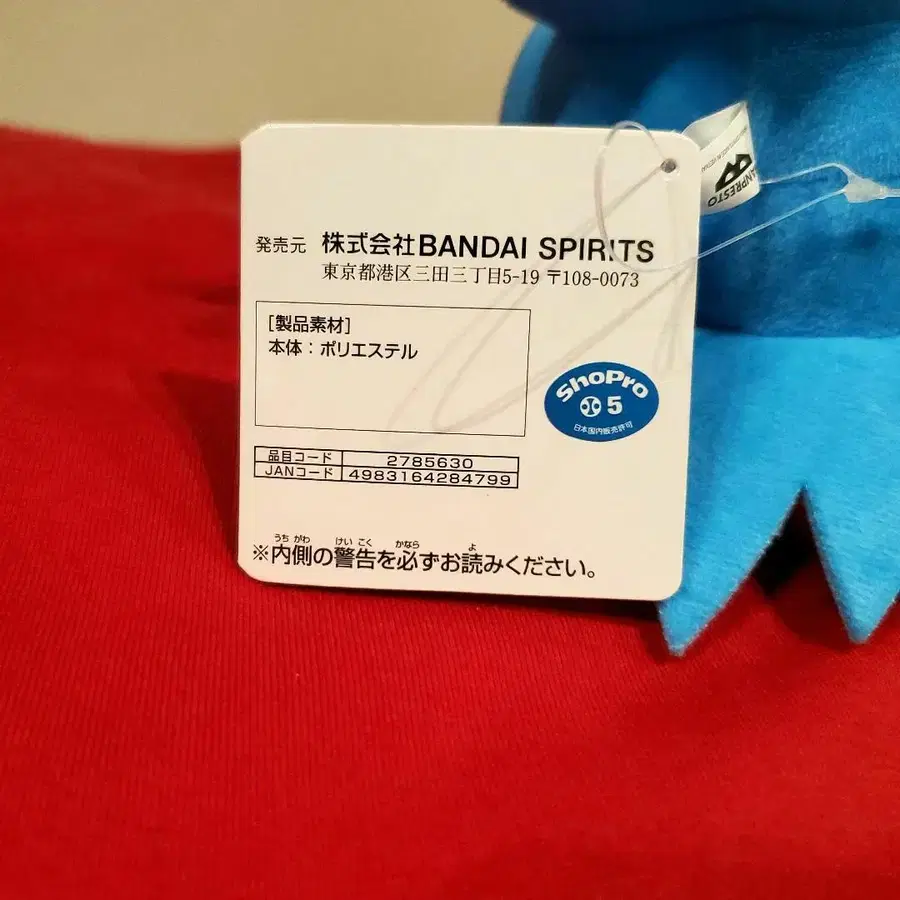 発売元 株式会社BANDAI SPIRITS
東京都港区三田三丁目5-19 〒108-0073
[製品素材]
本体：ポリエステル
ShoPro
5
日本国内販売許可
品目コード 2785630
JANコード 4983164284799
うち がわ けい こく かなら よ
※内側の警告を必ずお読みください。
BANPRESTO